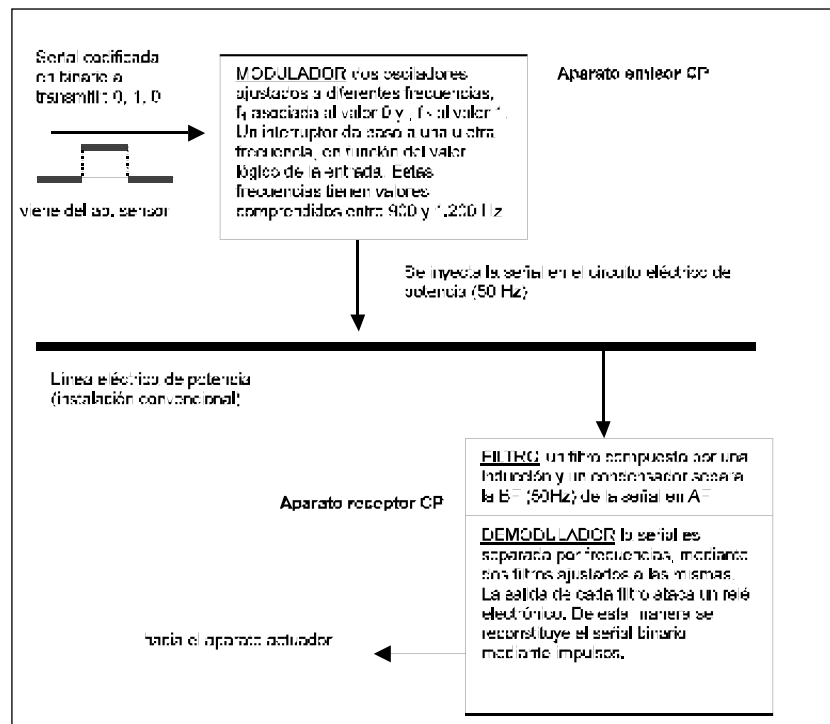 Señal codificada
en binario a
transmitir 0, 1, 0
viene del ap. sensor
MODULADOR dos osciladores
ajustados a diferentes frecuencias,
f1 asociada al valor 0 y , f2 al valor 1.
Un interruptor da paso a una u otra
frecuencia, en función del valor
lógico de la entrada. Estas
frecuencias tienen valores
comprendidos entre 900 y 1.200 Hz
Aparato emisor CP
Se inyecta la señal en el circuito eléctrico de
potencia (50 Hz)
Línea eléctrico de potencia
(instalación convencional)
Aparato receptor CP
FILTRO un filtro compuesto por una
inducción y un condensador separa
la BF (50Hz) de la señal en AF
DEMODULADOR la señal es
separada por frecuencias, mediante
dos filtros ajustados a las mismas.
La salida de cada filtro ataca un relé
electrónico. De esta manera se
reconstituye el señal binario
mediante impulsos.
hacia el aparato actuador